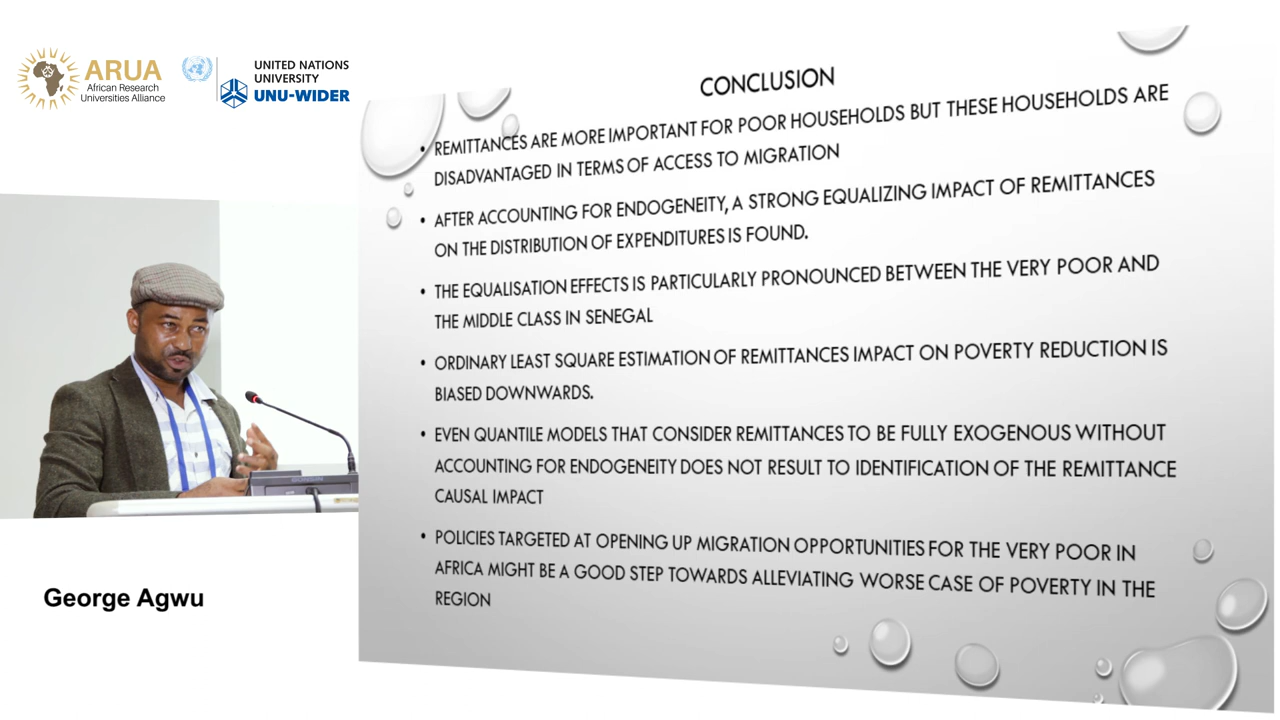 ARUA
African Research
Universities Alliance
UNITED NATIONS
UNIVERSITY
UNU-WIDER
CONCLUSION
• REMITTANCES ARE MORE IMPORTANT FOR POOR HOUSEHOLDS BUT THESE HOUSEHOLDS ARE
DISADVANTAGED IN TERMS OF ACCESS TO MIGRATION
• AFTER ACCOUNTING FOR ENDOGENEITY, A STRONG EQUALIZING IMPACT OF REMITTANCES
ON THE DISTRIBUTION OF EXPENDITURES IS FOUND.
• THE EQUALISATION EFFECTS IS PARTICULARLY PRONOUNCED BETWEEN THE VERY POOR AND
THE MIDDLE CLASS IN SENEGAL
• ORDINARY LEAST SQUARE ESTIMATION OF REMITTANCES IMPACT ON POVERTY REDUCTION IS
BIASED DOWNWARDS.
• EVEN QUANTILE MODELS THAT CONSIDER REMITTANCES TO BE FULLY EXOGENOUS WITHOUT
ACCOUNTING FOR ENDOGENEITY DOES NOT RESULT TO IDENTIFICATION OF THE REMITTANCE
CAUSAL IMPACT
• POLICIES TARGETED AT OPENING UP MIGRATION OPPORTUNITIES FOR THE VERY POOR IN
AFRICA MIGHT BE A GOOD STEP TOWARDS ALLEVIATING WORSE CASE OF POVERTY IN THE
REGION
George Agwu